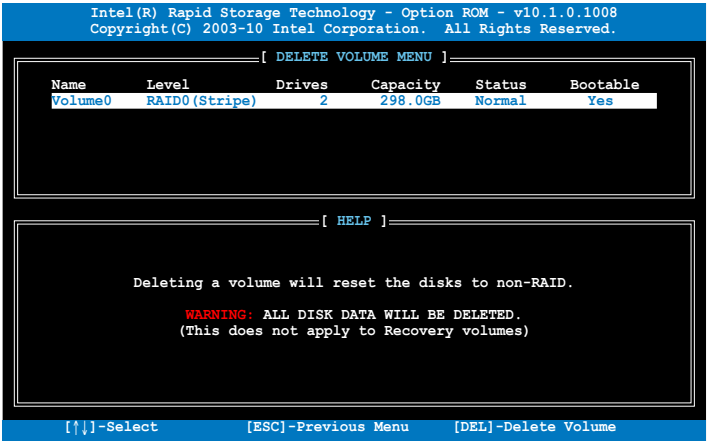 Intel(R) Rapid Storage Technology - Option ROM - v10.1.0.1008
Copyright(C) 2003-10 Intel Corporation.  All Rights Reserved.
[ DELETE VOLUME MENU ]
Name Level Drives Capacity Status Bootable
Volume0 RAID0(Stripe) 2 298.0GB Normal Yes
[ HELP ]
Deleting a volume will reset the disks to non-RAID.
WARNING: ALL DISK DATA WILL BE DELETED.
(This does not apply to Recovery volumes)
[↑↓]-Select [ESC]-Previous Menu [DEL]-Delete Volume